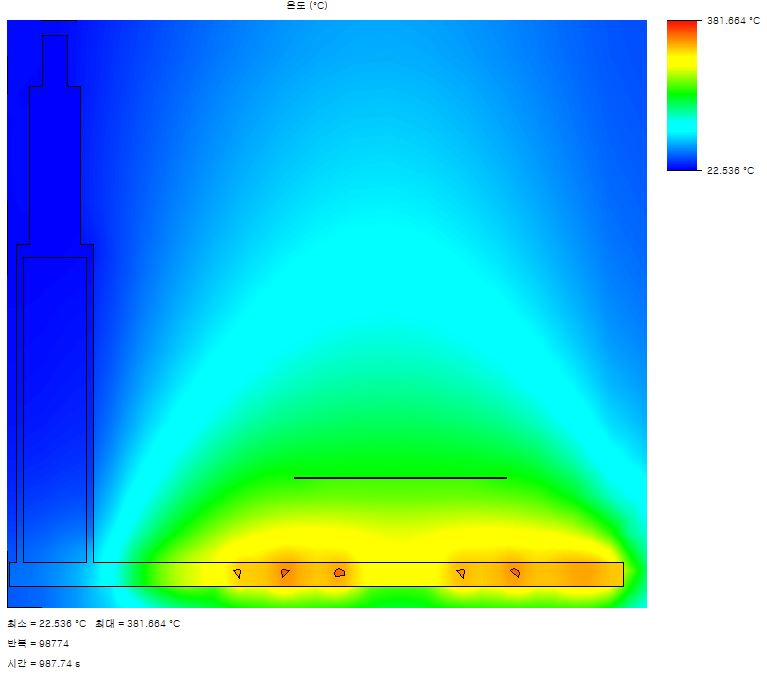 온도 (°C)
381.664 °C
22.536 °C
최소 = 22.536 °C 최대 = 381.664 °C
반복 = 98774
시간 = 987.74 s